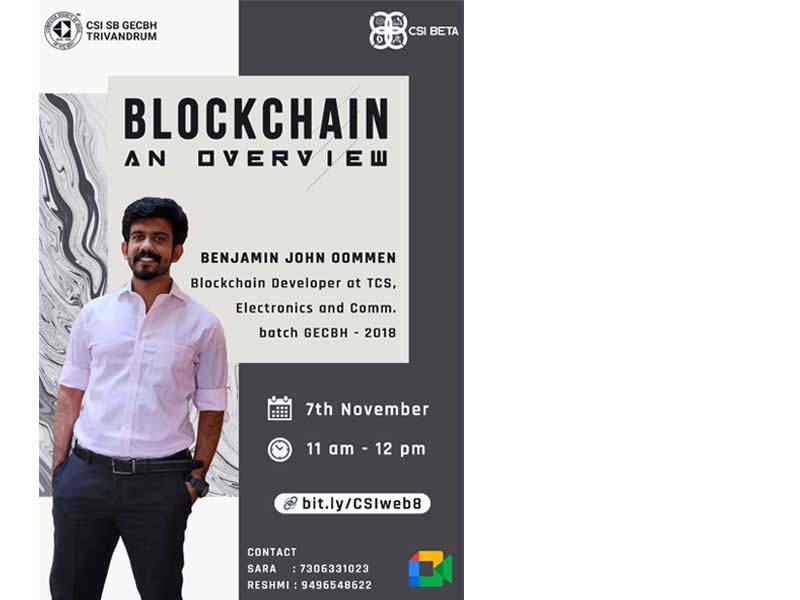 CSI SB GECBH
TRIVANDRUM
CSI BETA
BLOCKCHAIN
AN OVERVIEW
BENJAMIN JOHN OOMMEN
Blockchain Developer at TCS,
Electronics and Comm.
batch GECBH - 2018
7th November
11 am - 12 pm
bit.ly/CSIweb8
CONTACT
SARA : 7306331023
RESHMI : 9496548622